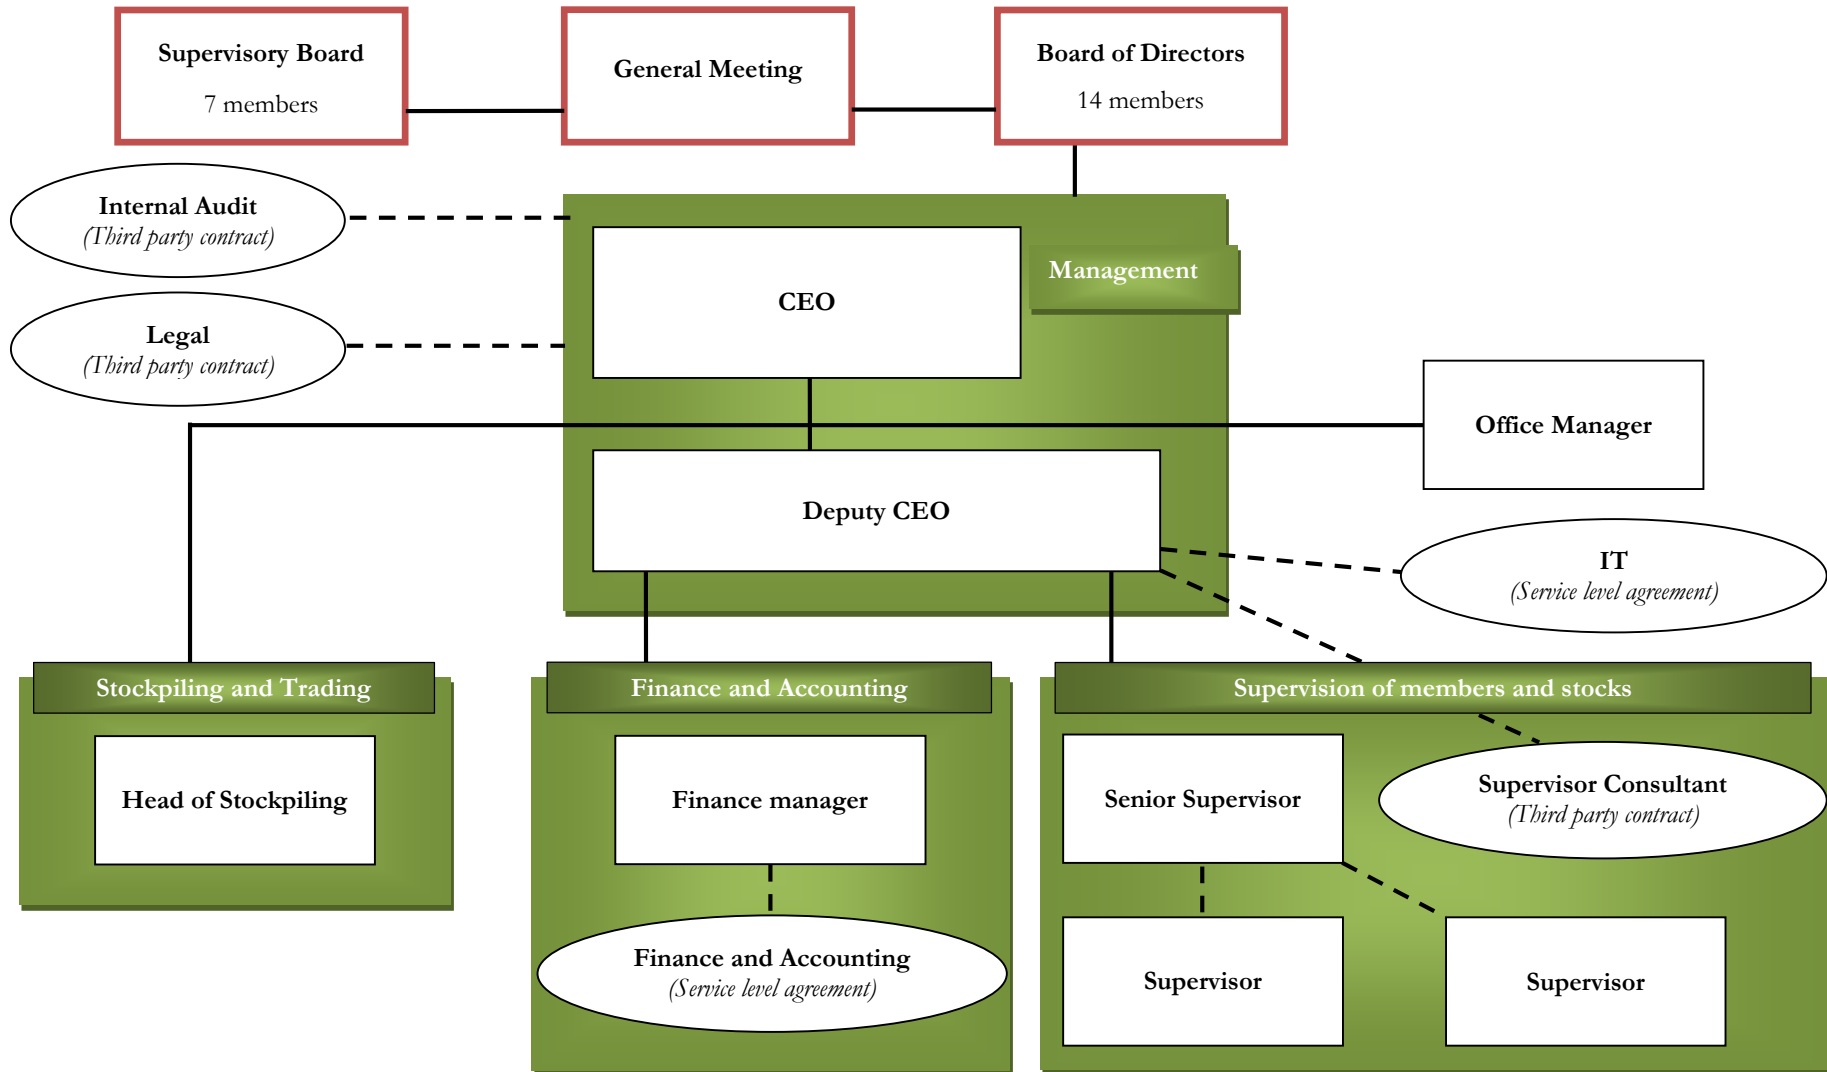 Supervisory Board
7 members
General Meeting
Board of Directors
14 members
Internal Audit
(Third party contract)
Legal
(Third party contract)
CEO
Management
Office Manager
Deputy CEO
IT
(Service level agreement)
Stockpiling and Trading
Head of Stockpiling
Finance and Accounting
Finance manager
Finance and Accounting
(Service level agreement)
Supervision of members and stocks
Senior Supervisor
Supervisor Consultant
(Third party contract)
Supervisor
Supervisor